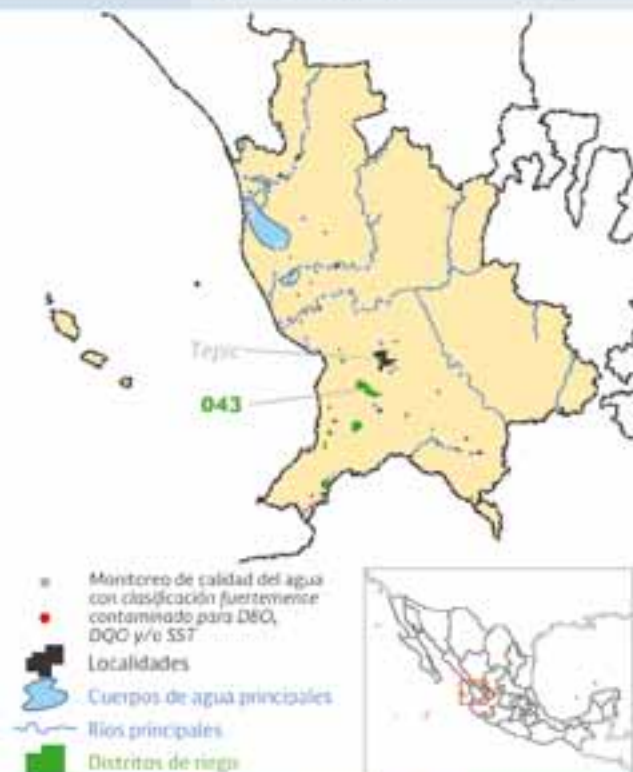 Tepic
043
Monitoreo de calidad del agua
con clasificación fuertemente
contaminado para DBO,
DQO y/o SST
Localidades
Cuerpos de agua principales
Ríos principales
Distritos de riego